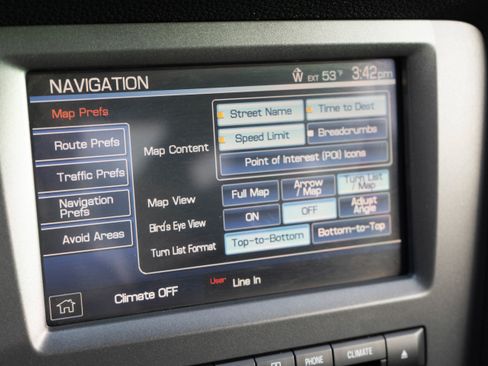 NAVIGATION
W EXT 53°F 3:42pm
Map Prefs
Route Prefs
Traffic Prefs
Navigation
Prefs
Avoid Areas
Map Content
Street Name
Time to Dest
Speed Limit
Breadcrumbs
Point of Interest (POI) Icons
Map View
Full Map
Arrow
/ Map
Turn List
/ Map
Bird's Eye View
ON
OFF
Adjust
Angle
Turn List Format
Top-to-Bottom
Bottom-to-Top
Climate OFF
User Line In
PHONE
CLIMATE